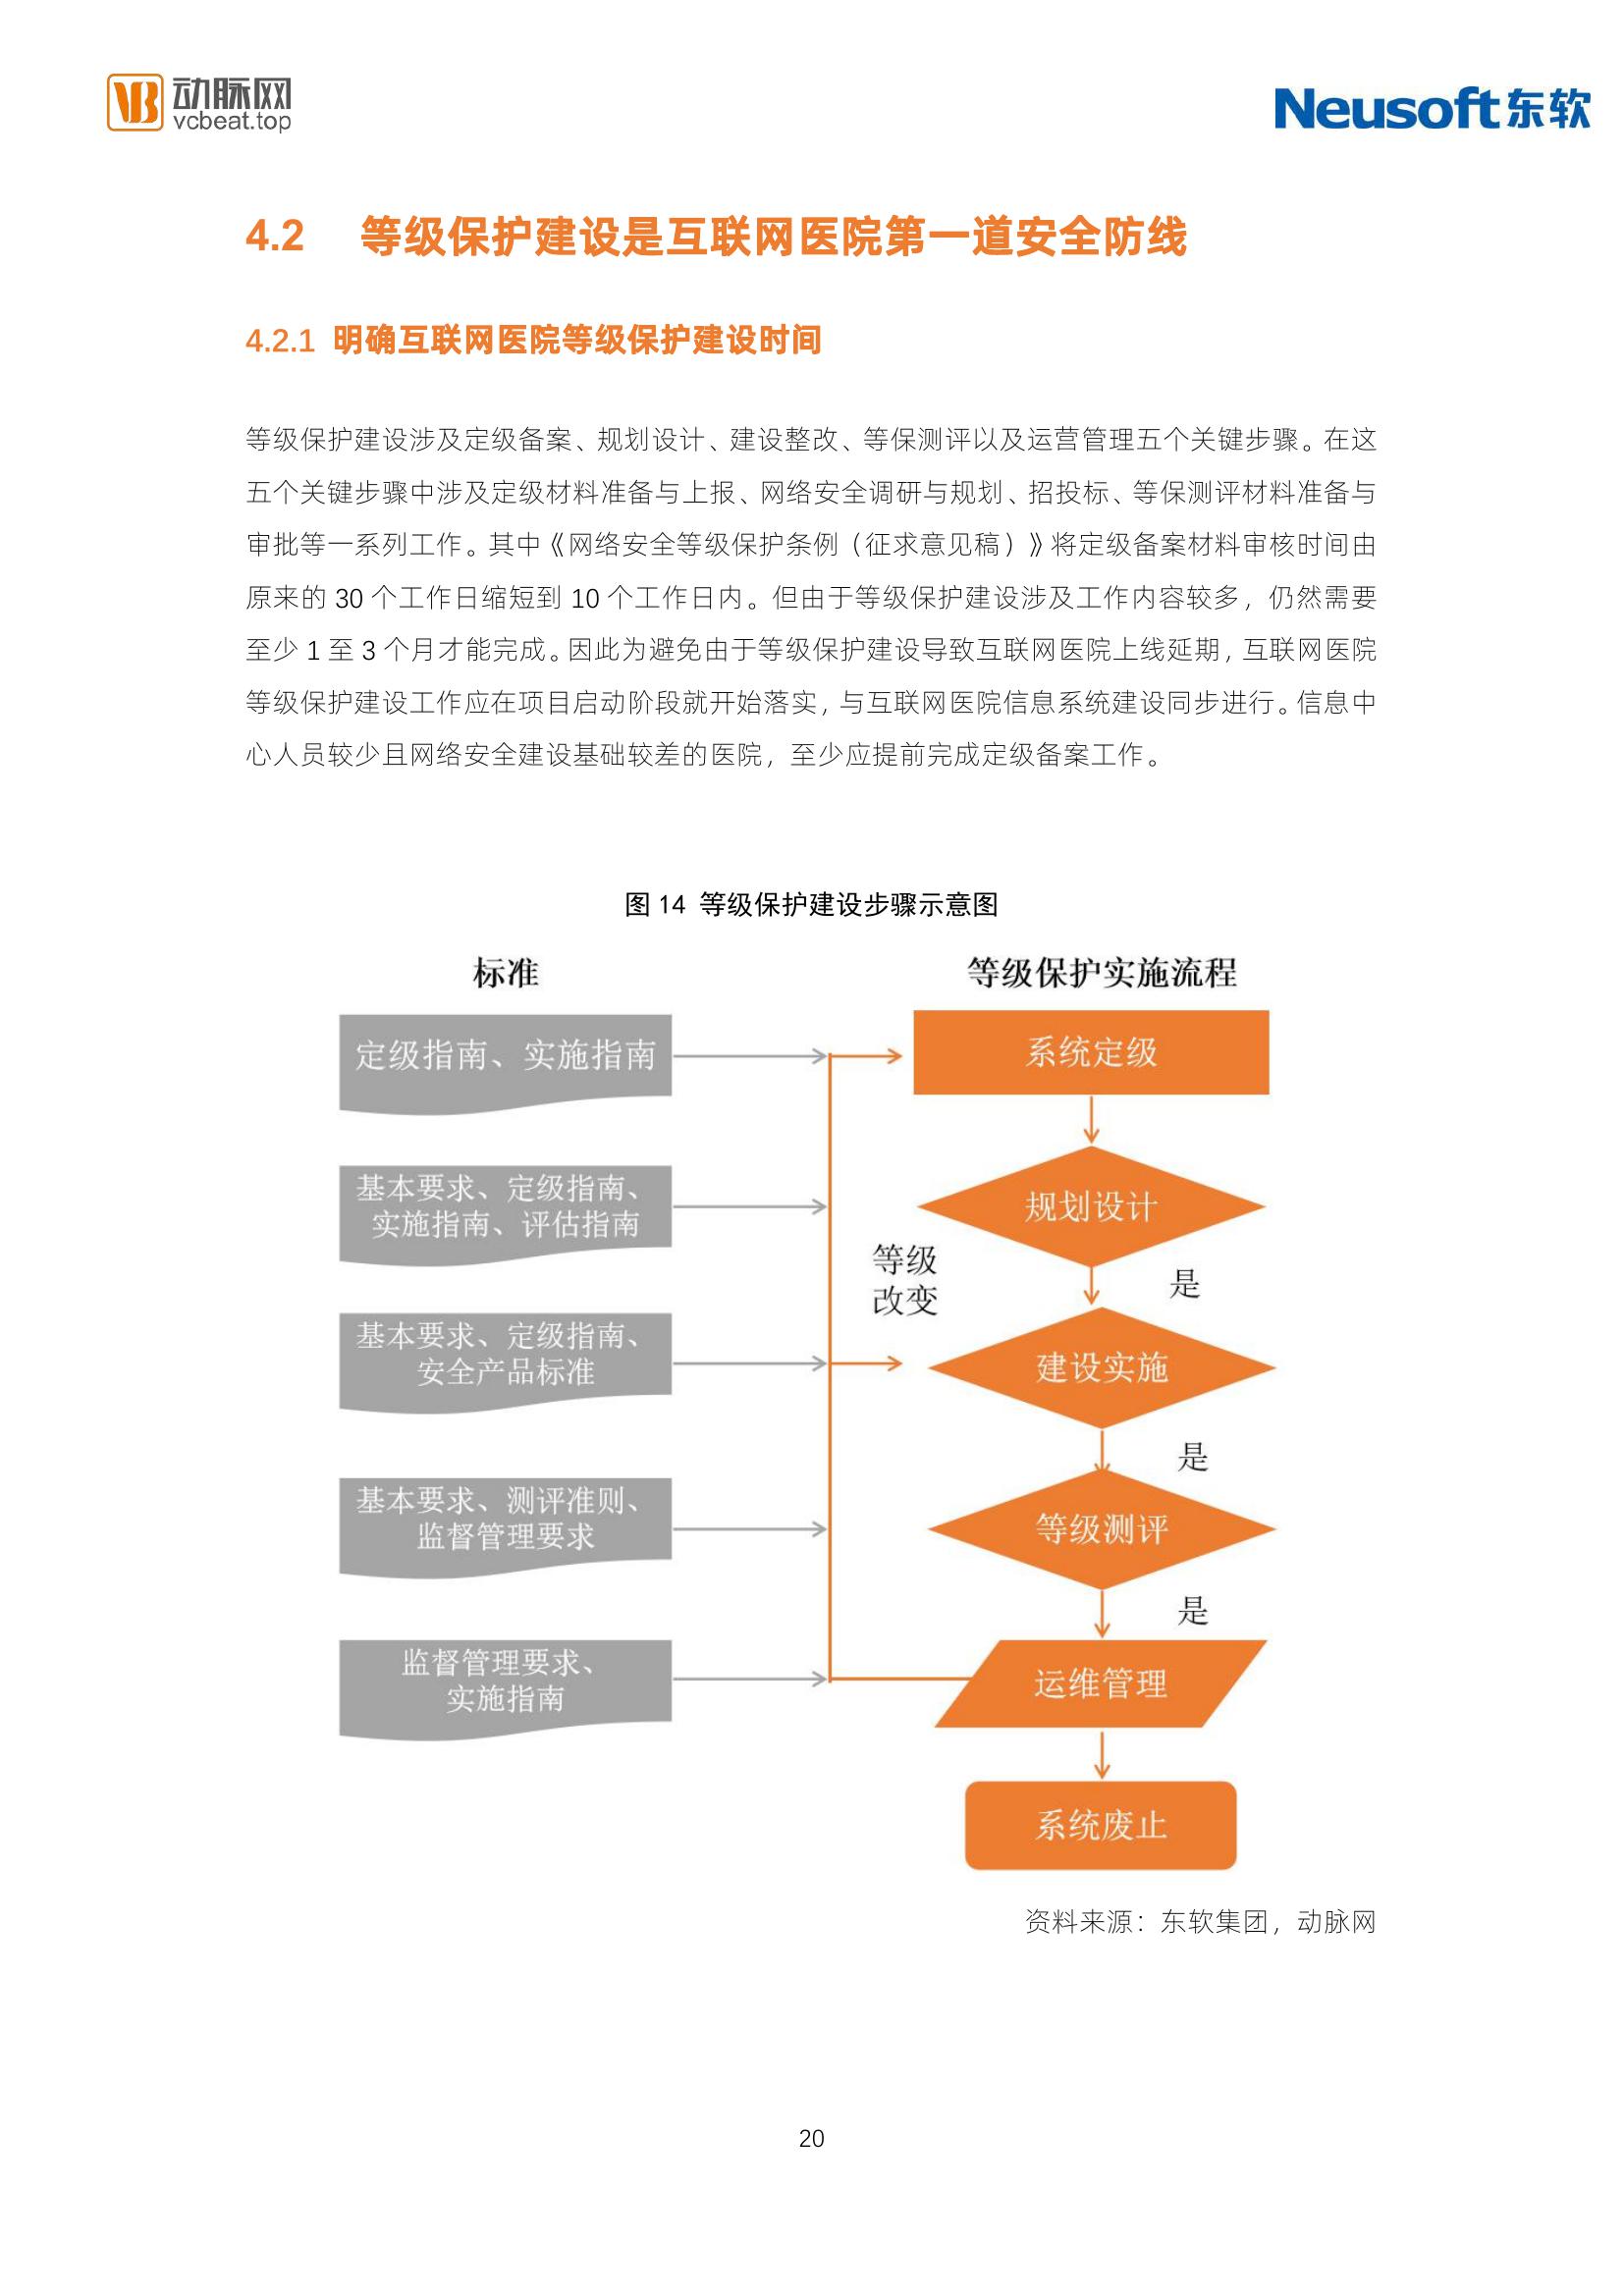 动脉网
vcbeat.top
Neusoft东软
4.2 等级保护建设是互联网医院第一道安全防线
4.2.1 明确互联网医院等级保护建设时间
等级保护建设涉及定级备案、规划设计、建设整改、等保测评以及运营管理五个关键步骤。在这
五个关键步骤中涉及定级材料准备与上报、网络安全调研与规划、招投标、等保测评材料准备与
审批等一系列工作。其中《网络安全等级保护条例（征求意见稿）》将定级备案材料审核时间由
原来的 30 个工作日缩短到 10 个工作日内。但由于等级保护建设涉及工作内容较多，仍然需要
至少 1 至 3 个月才能完成。因此为避免由于等级保护建设导致互联网医院上线延期，互联网医院
等级保护建设工作应在项目启动阶段就开始落实，与互联网医院信息系统建设同步进行。信息中
心人员较少且网络安全建设基础较差的医院，至少应提前完成定级备案工作。
图 14 等级保护建设步骤示意图
标准
等级保护实施流程
定级指南、实施指南
系统定级
基本要求、定级指南、
实施指南、评估指南
规划设计
等级
改变
是
基本要求、定级指南、
安全产品标准
建设实施
是
基本要求、测评准则、
监督管理要求
等级测评
是
监督管理要求、
实施指南
运维管理
系统废止
资料来源：东软集团，动脉网
20